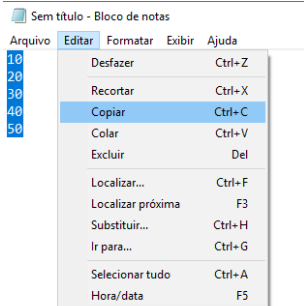 Sem título - Bloco de notas
Arquivo Editar Formatar Exibir Ajuda
10
20
30
40
50
Desfazer Ctrl+Z
Recortar Ctrl+X
Copiar Ctrl+C
Colar Ctrl+V
Excluir Del
Localizar... Ctrl+F
Localizar próxima F3
Substituir... Ctrl+H
Ir para... Ctrl+G
Selecionar tudo Ctrl+A
Hora/data F5